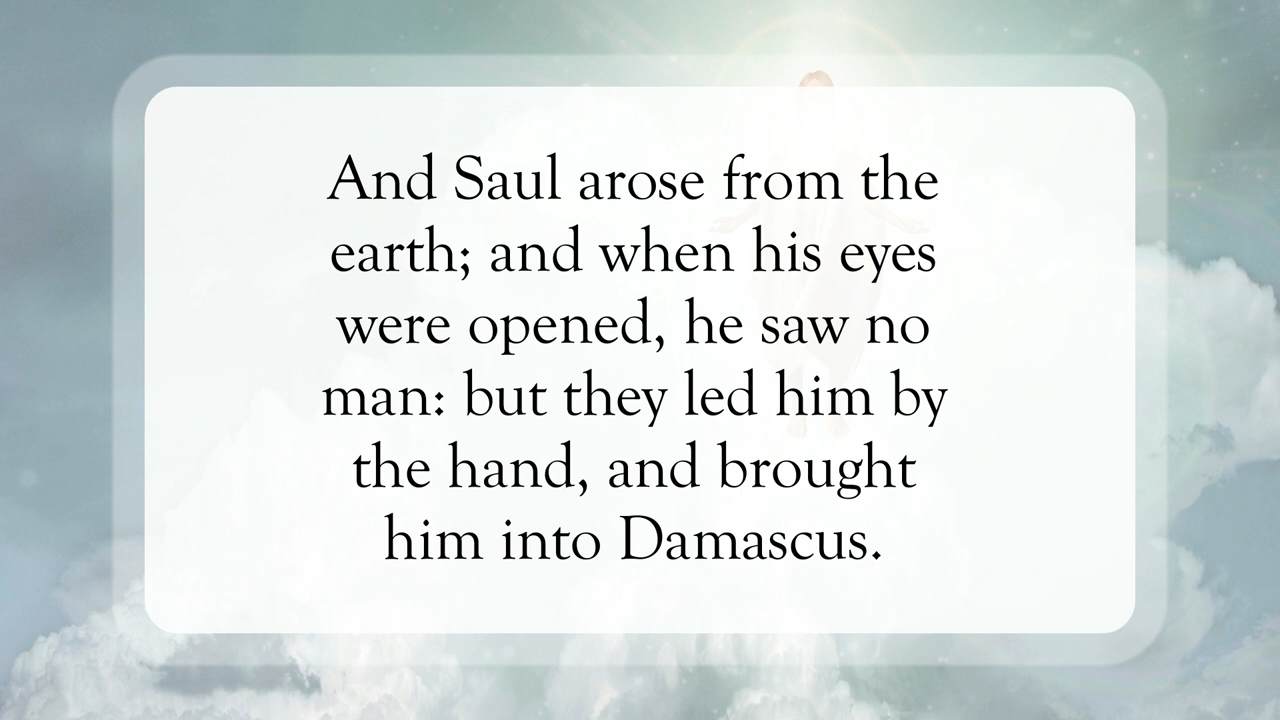 And Saul arose from the
earth; and when his eyes
were opened, he saw no
man: but they led him by
the hand, and brought
him into Damascus.